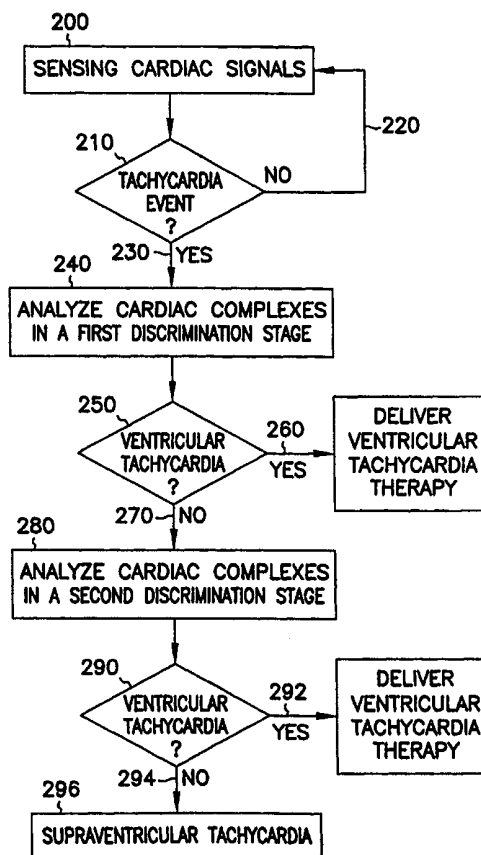 200
SENSING CARDIAC SIGNALS
220
210
TACHYCARDIA
EVENT
?
NO
230
YES
240
ANALYZE CARDIAC COMPLEXES
IN A FIRST DISCRIMINATION STAGE
250
VENTRICULAR
TACHYCARDIA
?
260
YES
DELIVER
VENTRICULAR
TACHYCARDIA
THERAPY
270
NO
280
ANALYZE CARDIAC COMPLEXES
IN A SECOND DISCRIMINATION STAGE
290
VENTRICULAR
TACHYCARDIA
?
292
YES
DELIVER
VENTRICULAR
TACHYCARDIA
THERAPY
294
NO
296
SUPRAVENTRICULAR TACHYCARDIA